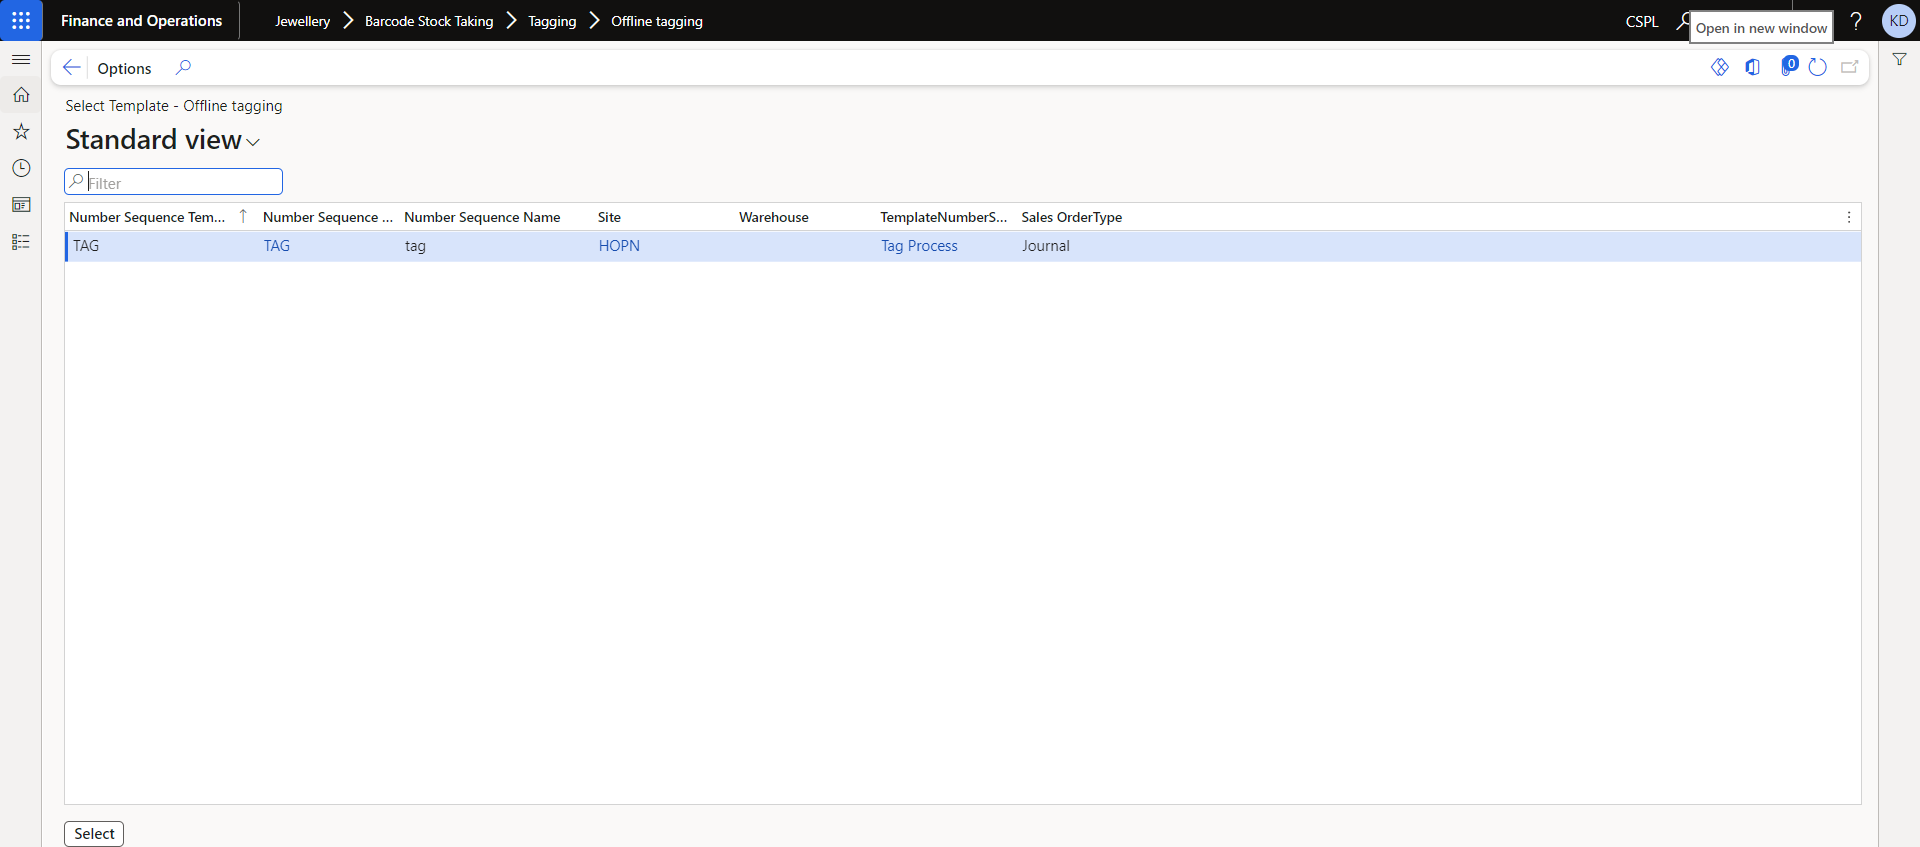 Finance and Operations Jewellery Barcode Stock Taking Tagging Offline tagging CSPL Open in new window ? KD
Options 0
Select Template - Offline tagging
Standard view
Filter
Number Sequence Tem... Number Sequence ... Number Sequence Name Site Warehouse TemplateNumberS... Sales OrderType
TAG TAG tag HOPN Tag Process Journal
Select